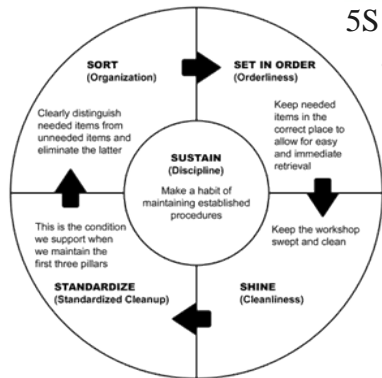 5S
SORT
(Organization)
Clearly distinguish
needed items from
unneeded items and
eliminate the latter
SET IN ORDER
(Orderliness)
Keep needed
items in the
correct place to
allow for easy
and immediate
retrieval
SUSTAIN
(Discipline)
Make a habit of
maintaining established
procedures
This is the condition
we support when
we maintain the
first three pillars
STANDARDIZE
(Standardized Cleanup)
Keep the workshop
swept and clean
SHINE
(Cleanliness)